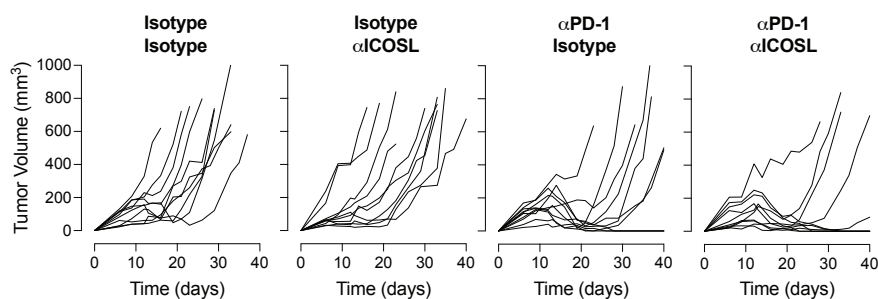 Isotype
Isotype
Isotype
αICOSL
αPD-1
Isotype
αPD-1
αICOSL
Tumor Volume (mm³)
1000
800
600
400
200
0
0 10 20 30 40
0 10 20 30 40
0 10 20 30 40
0 10 20 30 40
Time (days)
Time (days)
Time (days)
Time (days)